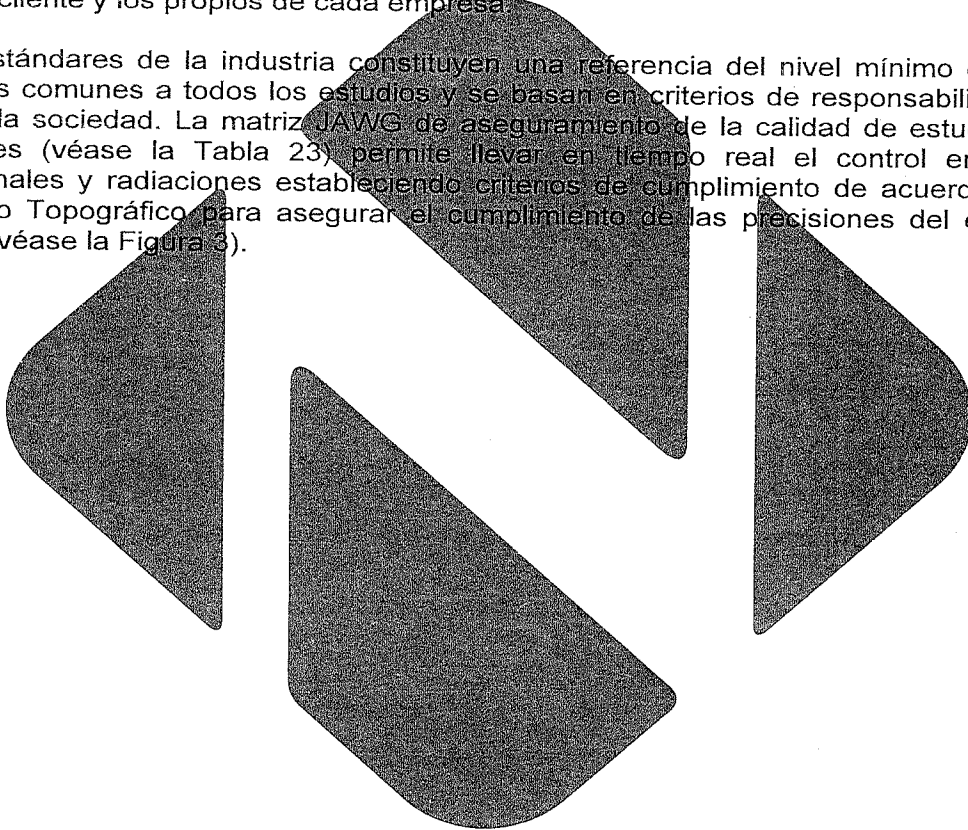 cliente y los propios de cada empresa
stándares de la industria constituyen una referencia del nivel mínimo
s comunes a todos los estudios y se basan en criterios de responsabili
la sociedad. La matriz JAWG de aseguramiento de la calidad de estu
es (véase la Tabla 23) permite llevar en tiempo real el control en
nales y radiaciones estableciendo criterios de cumplimiento de acuerd
o Topográfico para asegurar el cumplimiento de las precisiones del
véase la Figura 3).